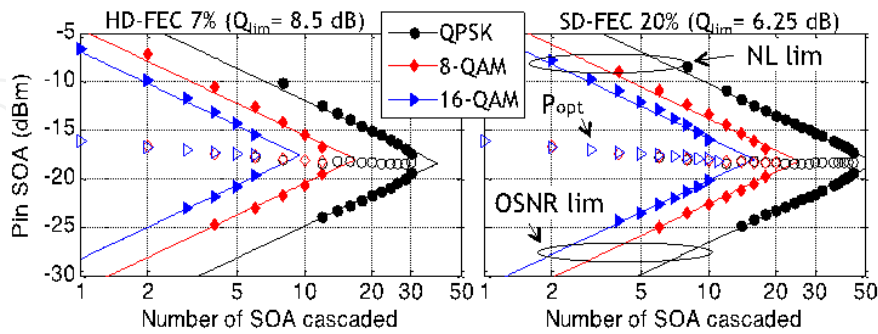 HD-FEC 7% (Qlim= 8.5 dB)
SD-FEC 20% (Qlim= 6.25 dB)
QPSK
8-QAM
16-QAM
NL lim
Popt
OSNR lim
Pin SOA (dBm)
-5
-10
-15
-20
-25
-30
1 2 5 10 20 30 50
1 2 5 10 20 30 50
Number of SOA cascaded
Number of SOA cascaded